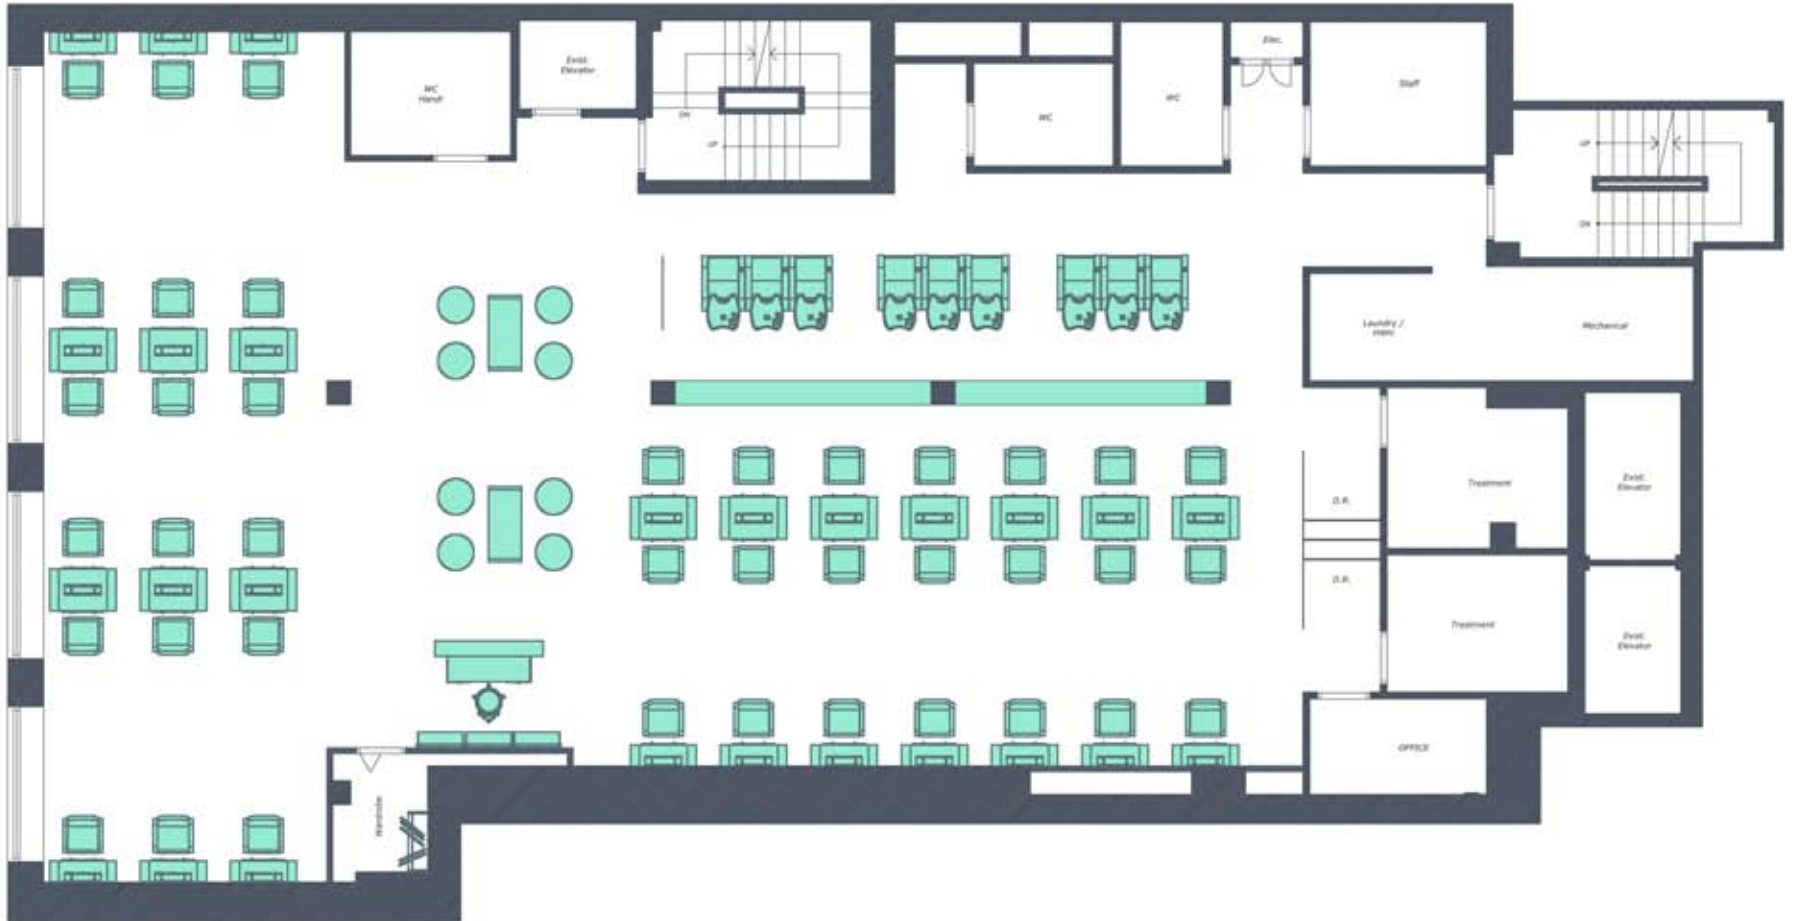 WC
Handi
Exist.
Elevator
DN
UP
WC
WC
Elec.
Staff
UP
DN
Laundry /
Mechanical
D.R.
Treatment
Exist.
Elevator
D.R.
Treatment
Exist.
Elevator
OFFICE
Wardrobe